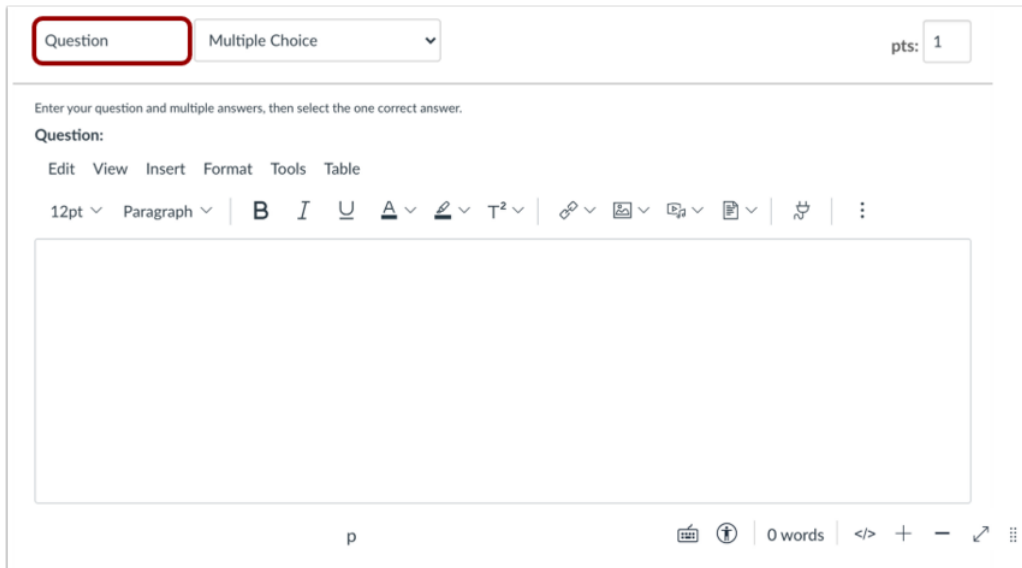 Question Multiple Choice pts: 1
Enter your question and multiple answers, then select the one correct answer.
Question:
Edit View Insert Format Tools Table
12pt Paragraph B I U A T²
p 0 words </>